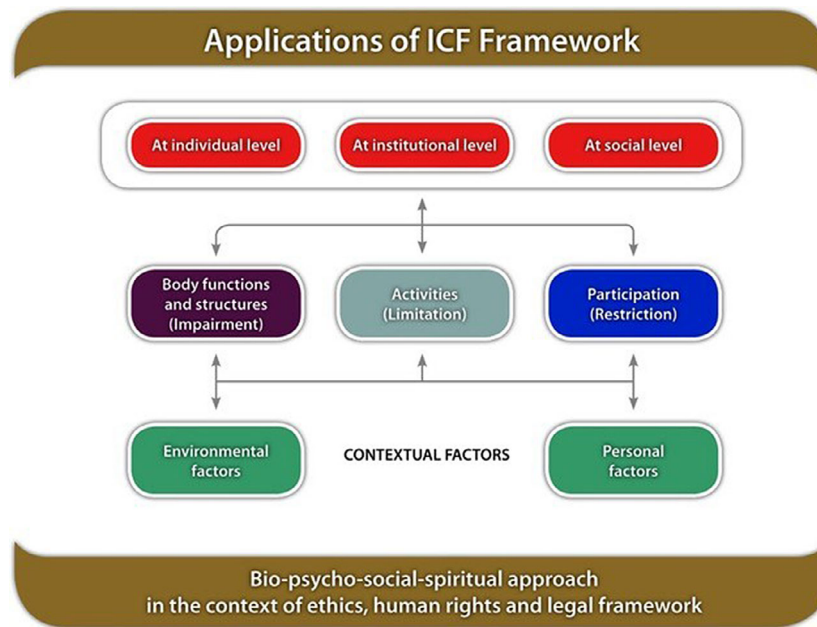 Applications of ICF Framework
At individual level
At institutional level
At social level
Body functions
and structures
(Impairment)
Activities
(Limitation)
Participation
(Restriction)
Environmental
factors
CONTEXTUAL FACTORS
Personal
factors
Bio-psycho-social-spiritual approach
in the context of ethics, human rights and legal framework